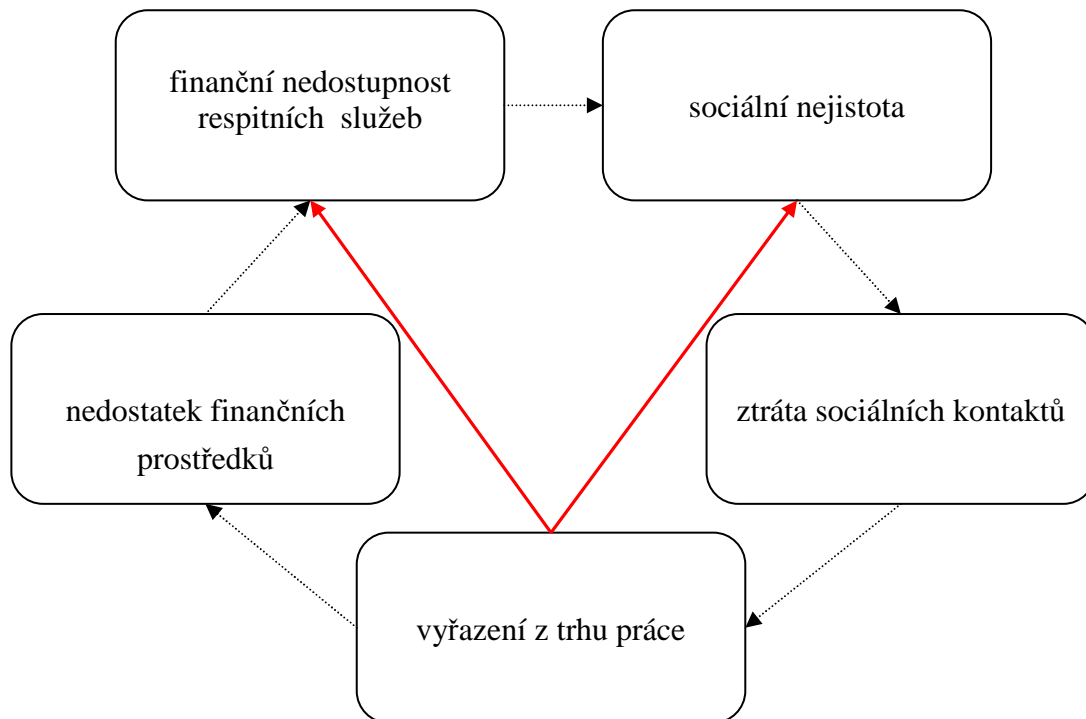 finanční nedostupnost
respitních služeb
sociální nejistota
nedostatek finančních
prostředků
ztráta sociálních kontaktů
vyřazení z trhu práce